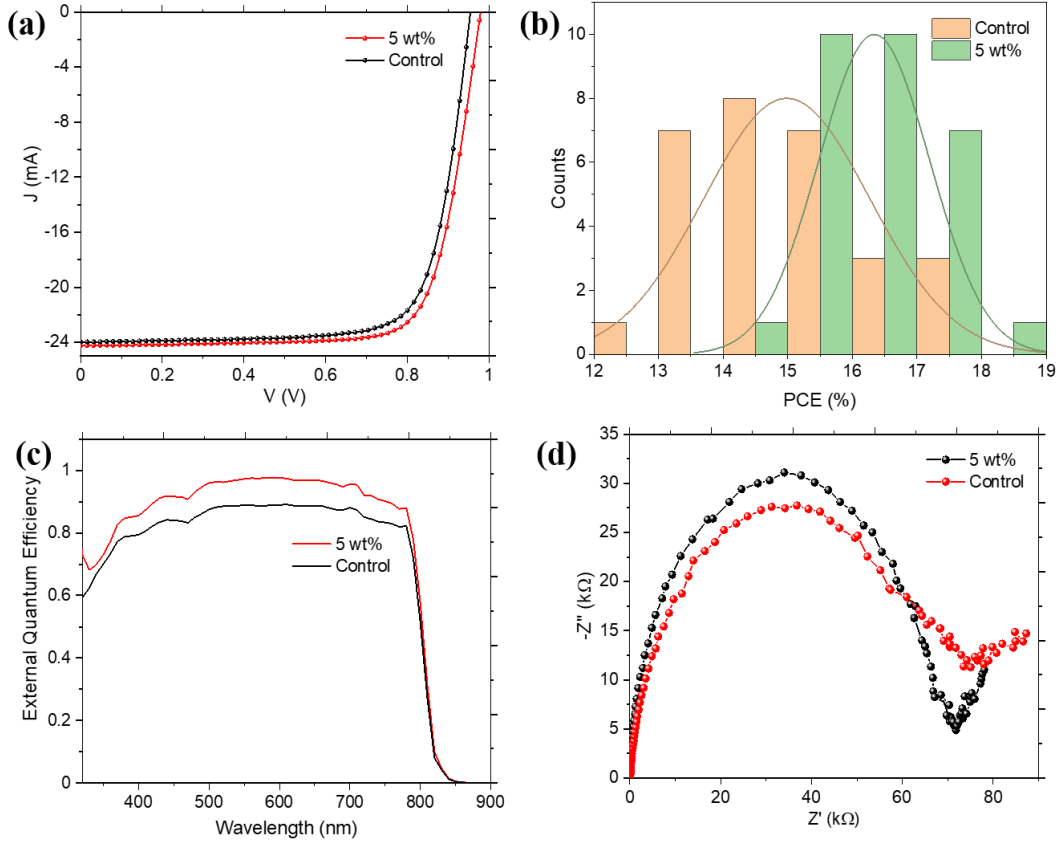 (a)
5 wt%
Control
J (mA)
0
-4
-8
-12
-16
-20
-24
0
0.2
0.4
0.6
0.8
1
V (V)
(b)
Control
5 wt%
Counts
10
8
6
4
2
0
12
13
14
15
16
17
18
19
PCE (%)
(c)
5 wt%
Control
External Quantum Efficiency
1
0.8
0.6
0.4
0.2
0
400
500
600
700
800
900
Wavelength (nm)
(d)
5 wt%
Control
-Z" (kΩ)
35
30
25
20
15
10
5
0
0
20
40
60
80
Z' (kΩ)